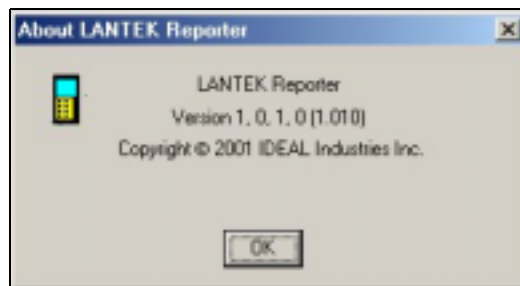 About LANTEK Reporter
LANTEK Reporter
Version 1, 0, 1, 0 (1.010)
Copyright © 2001 IDEAL Industries Inc.
OK